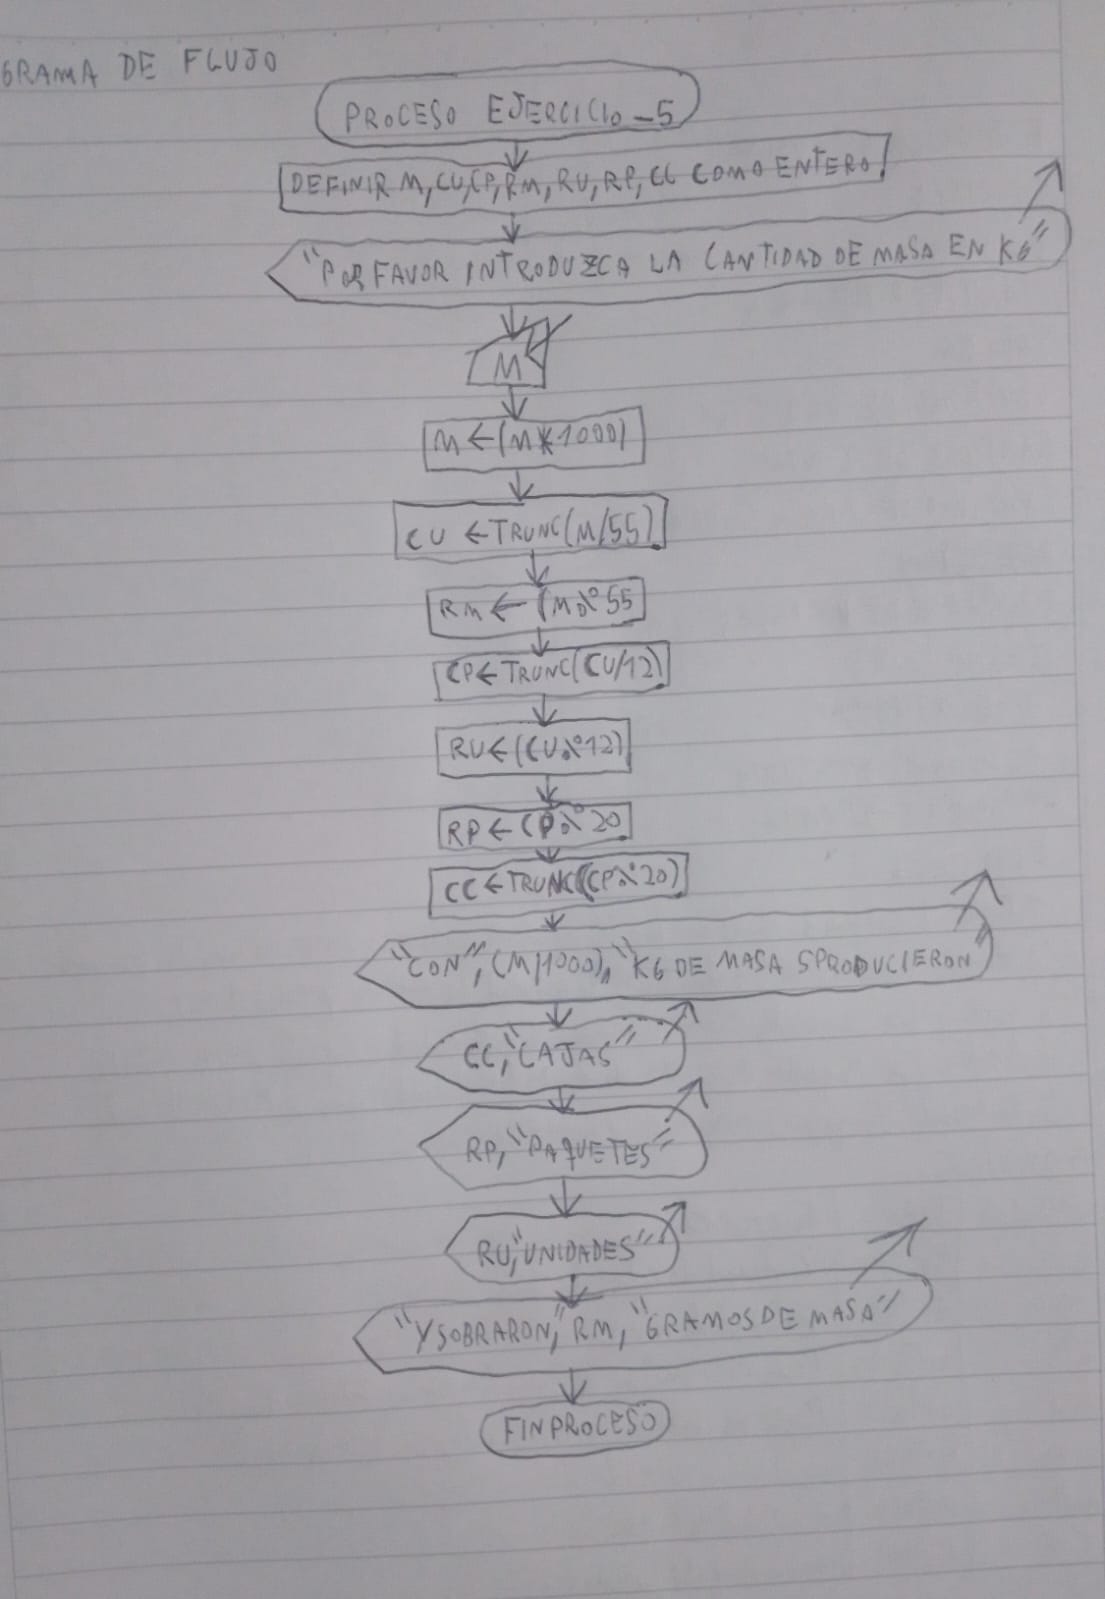 GRAMA DE FLUJO
PROCESO EJERCICIO_5
DEFINIR M, CU, CP, RM, RU, RP, CC COMO ENTERO
"POR FAVOR INTRODUZCA LA CANTIDAD DE MASA EN KG"
M
M ← (M*1000)
CU ← TRUNC(M/55)
RM ← (M % 55
CP ← TRUNC(CU/12)
RU ← (CU % 12)
RP ← CP % 20
CC ← TRUNC(CP % 20)
"CON", (M/1000), "KG DE MASA SPRODUCIERON"
CC, "CAJAS"
RP, "PAQUETES"
RU, "UNIDADES"
"Y SOBRARON," RM, "GRAMOS DE MASA"
FINPROCESO